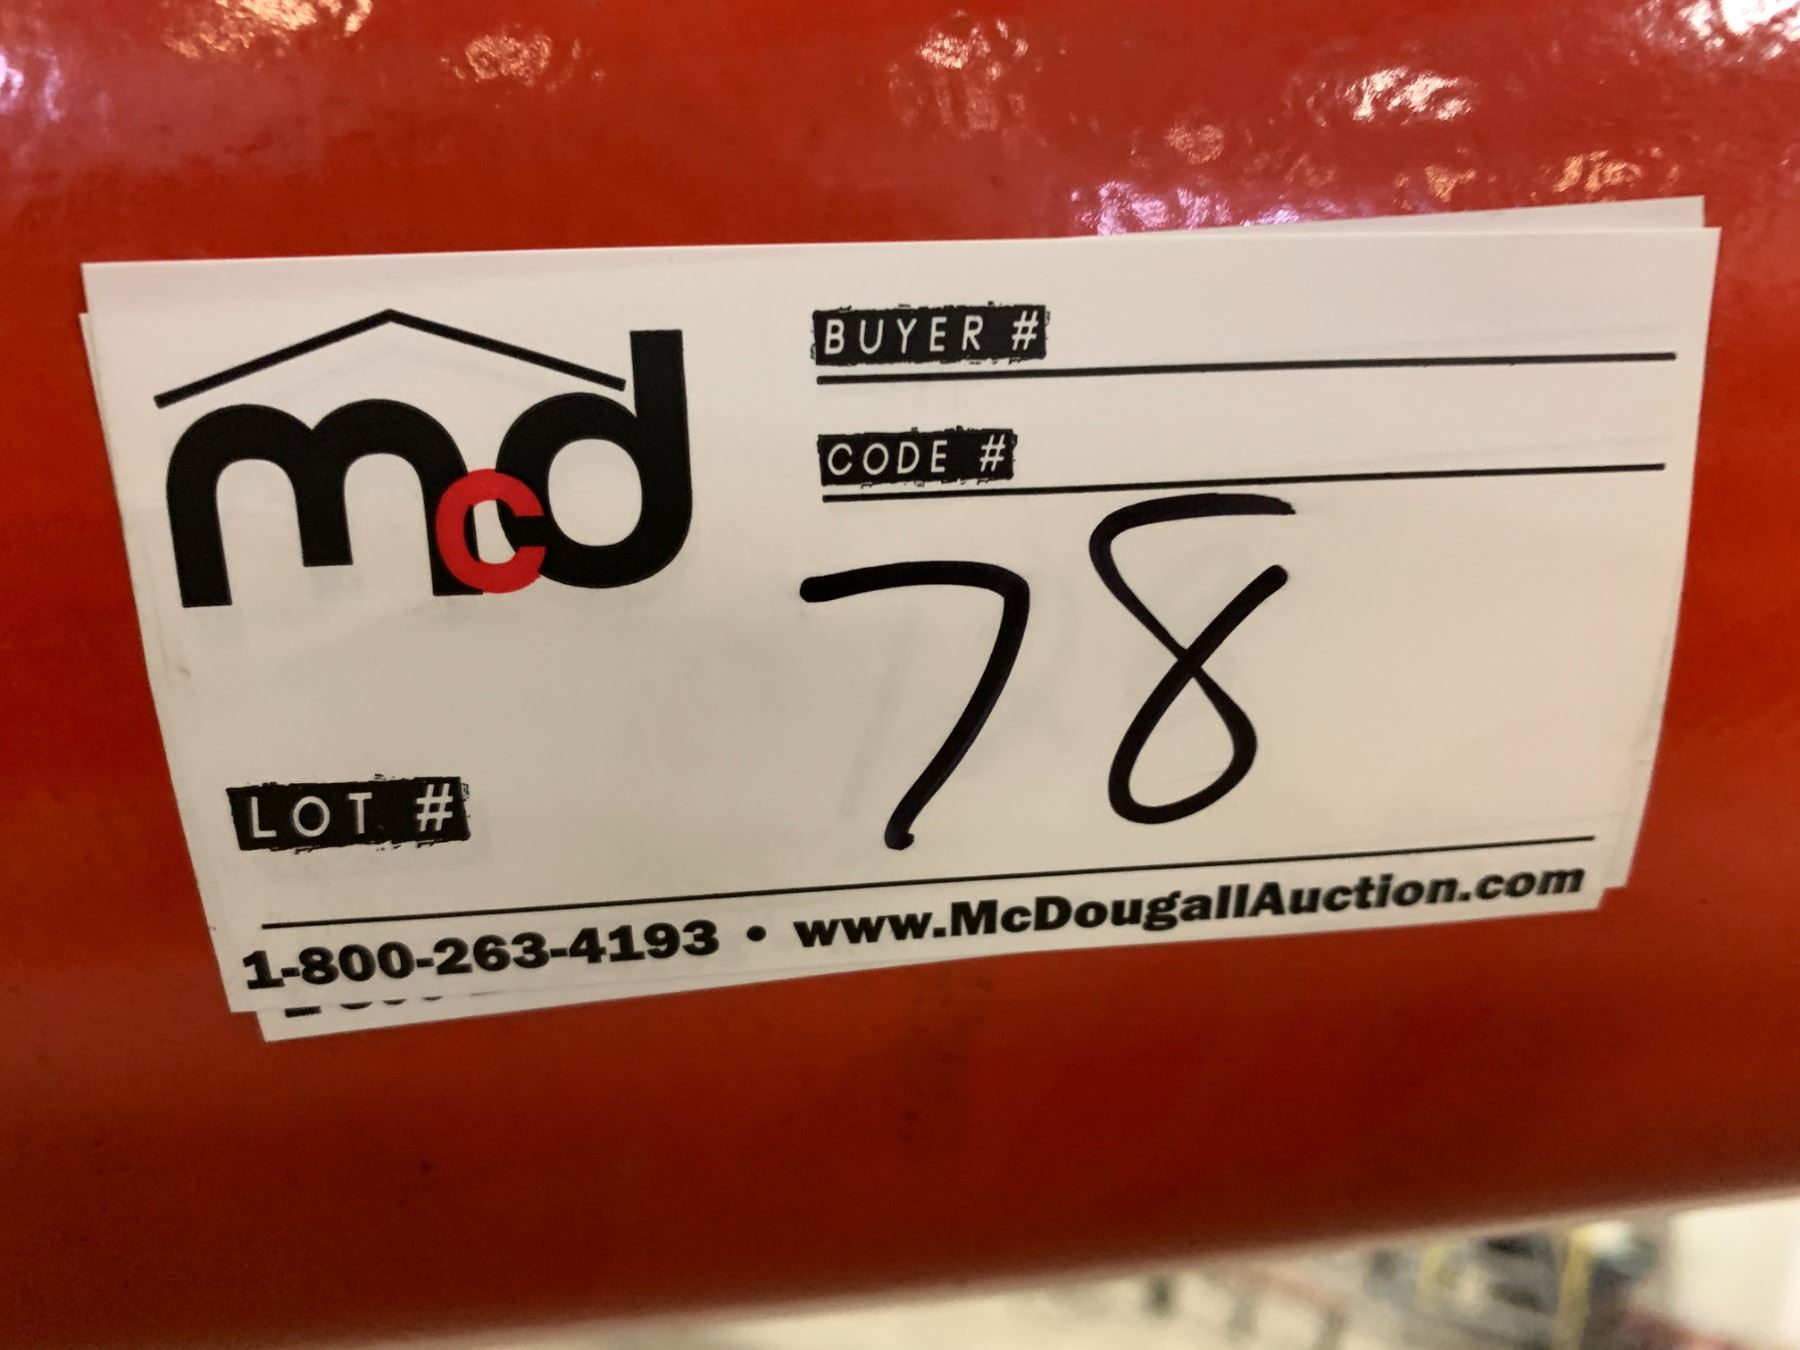 BUYER #
mcd
CODE #
78
LOT #
1-800-263-4193 • www.McDougallAuction.com